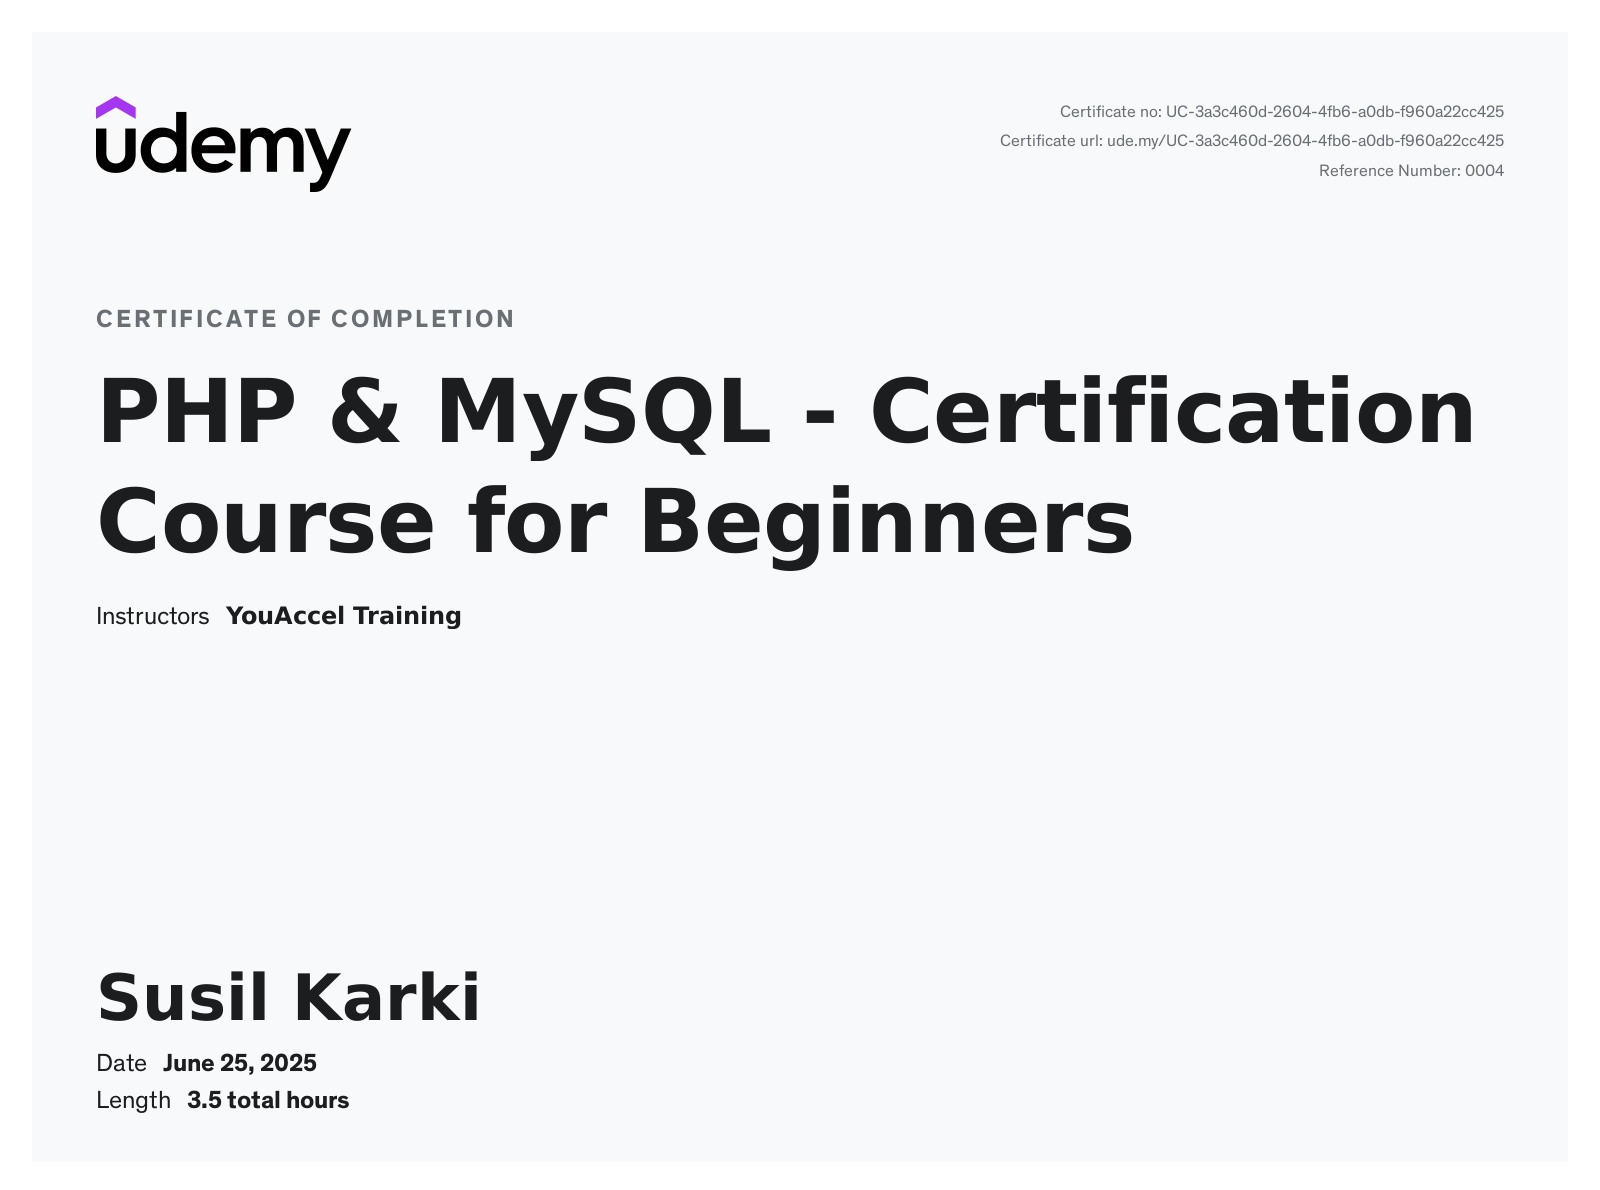 udemy
Certificate no: UC-3a3c460d-2604-4fb6-a0db-f960a22cc425
Certificate url: ude.my/UC-3a3c460d-2604-4fb6-a0db-f960a22cc425
Reference Number: 0004
CERTIFICATE OF COMPLETION
PHP & MySQL - Certification
Course for Beginners
Instructors YouAccel Training
Susil Karki
Date June 25, 2025
Length 3.5 total hours